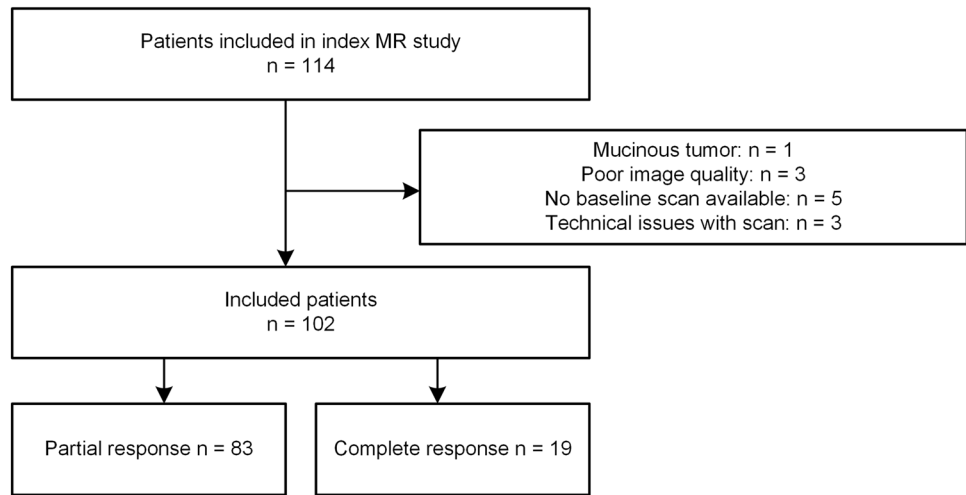 Patients included in index MR study
n = 114
Mucinous tumor: n = 1
Poor image quality: n = 3
No baseline scan available: n = 5
Technical issues with scan: n = 3
Included patients
n = 102
Partial response n = 83
Complete response n = 19